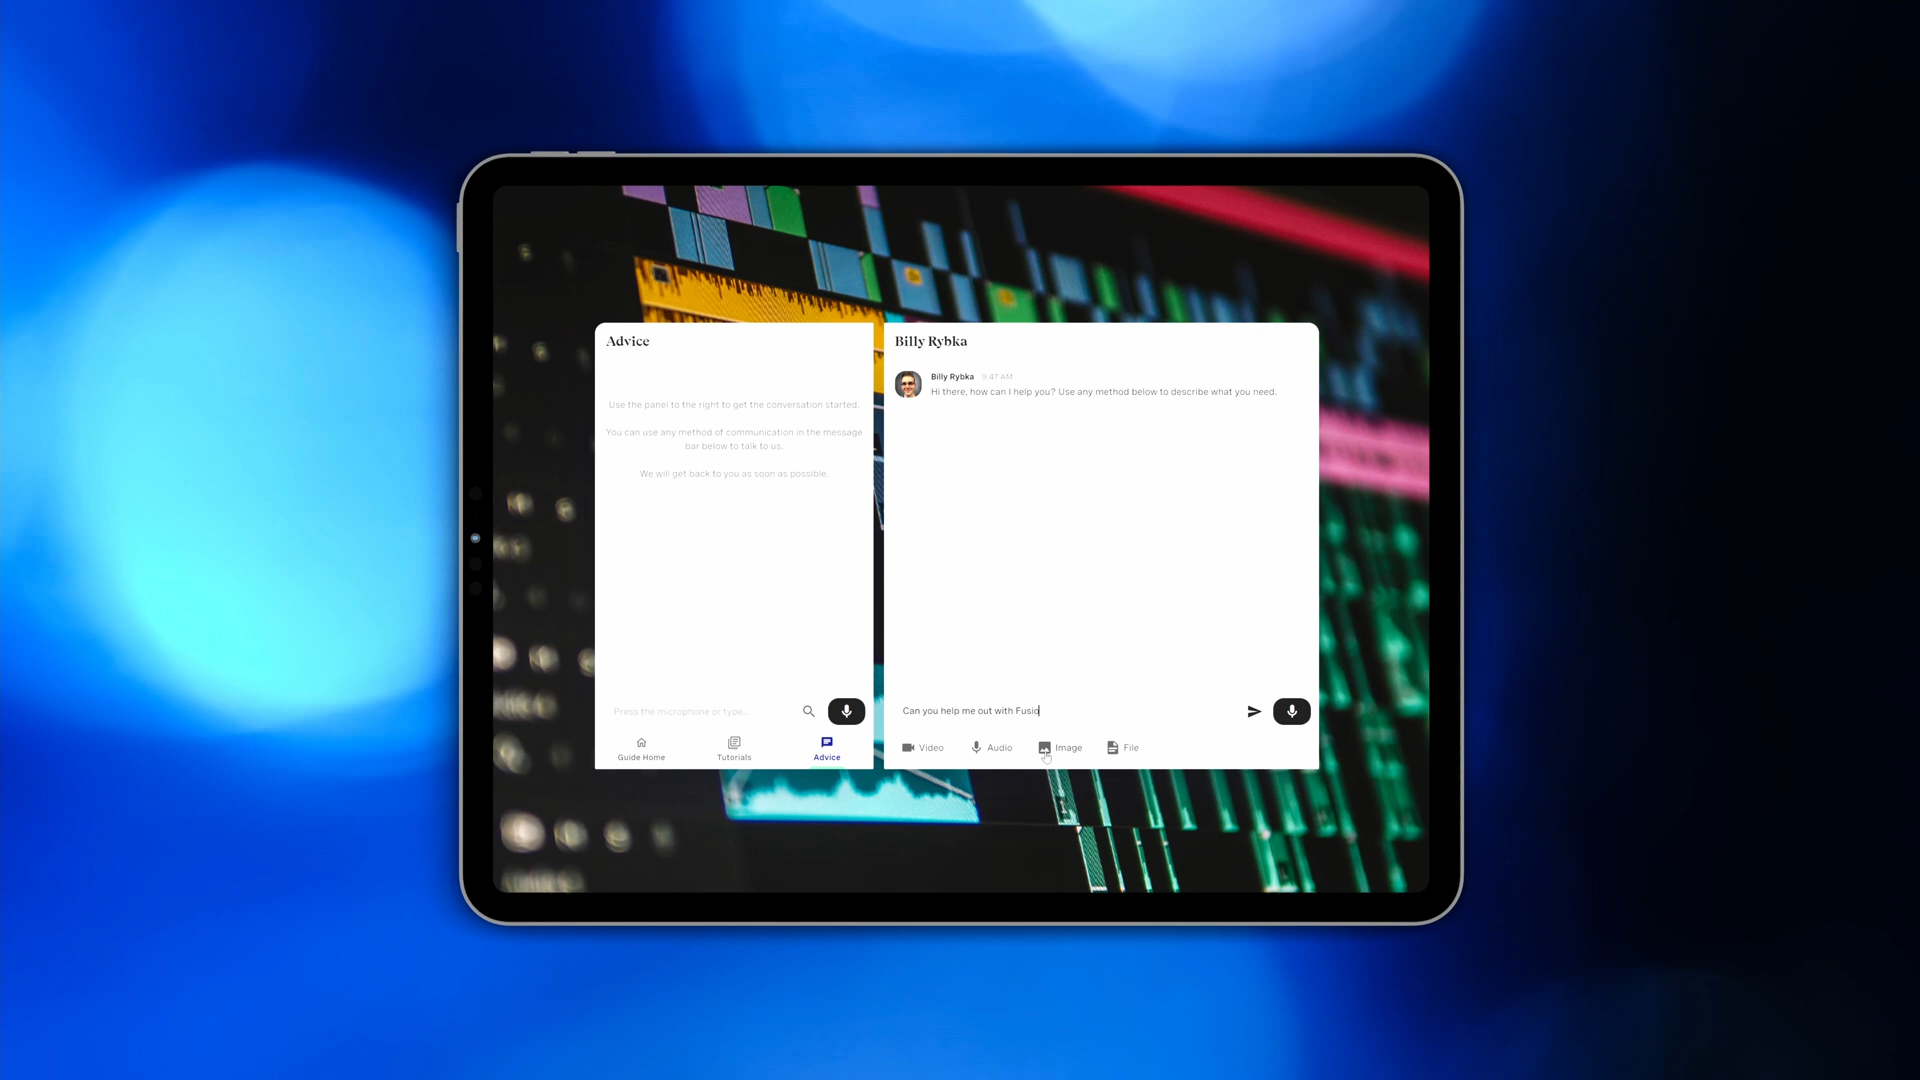 Advice
Use the panel to the right to get the conversation started.
You can use any method of communication in the message
bar below to talk to us.
We will get back to you as soon as possible.
Press the microphone or type...
Guide Home
Tutorials
Advice
Billy Rybka
Billy Rybka 9:47 AM
Hi there, how can I help you? Use any method below to describe what you need.
Can you help me out with Fusio
Video
Audio
Image
File